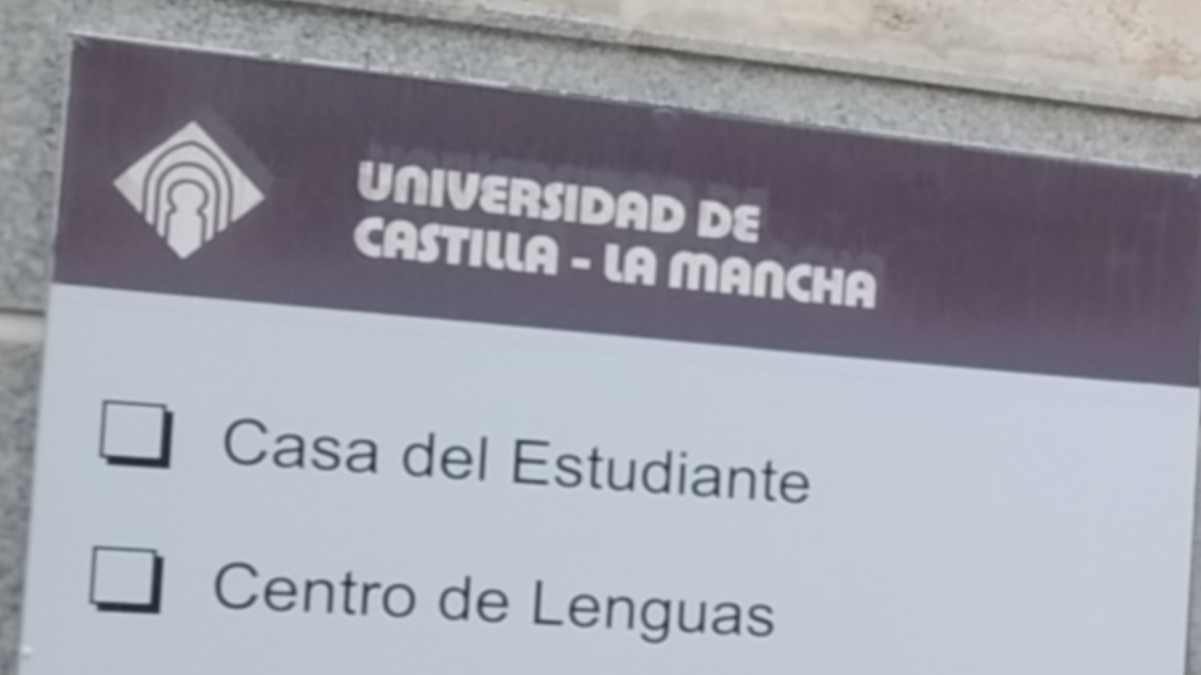 UNIVERSIDAD DE
CASTILLA - LA MANCHA
Casa del Estudiante
Centro de Lenguas